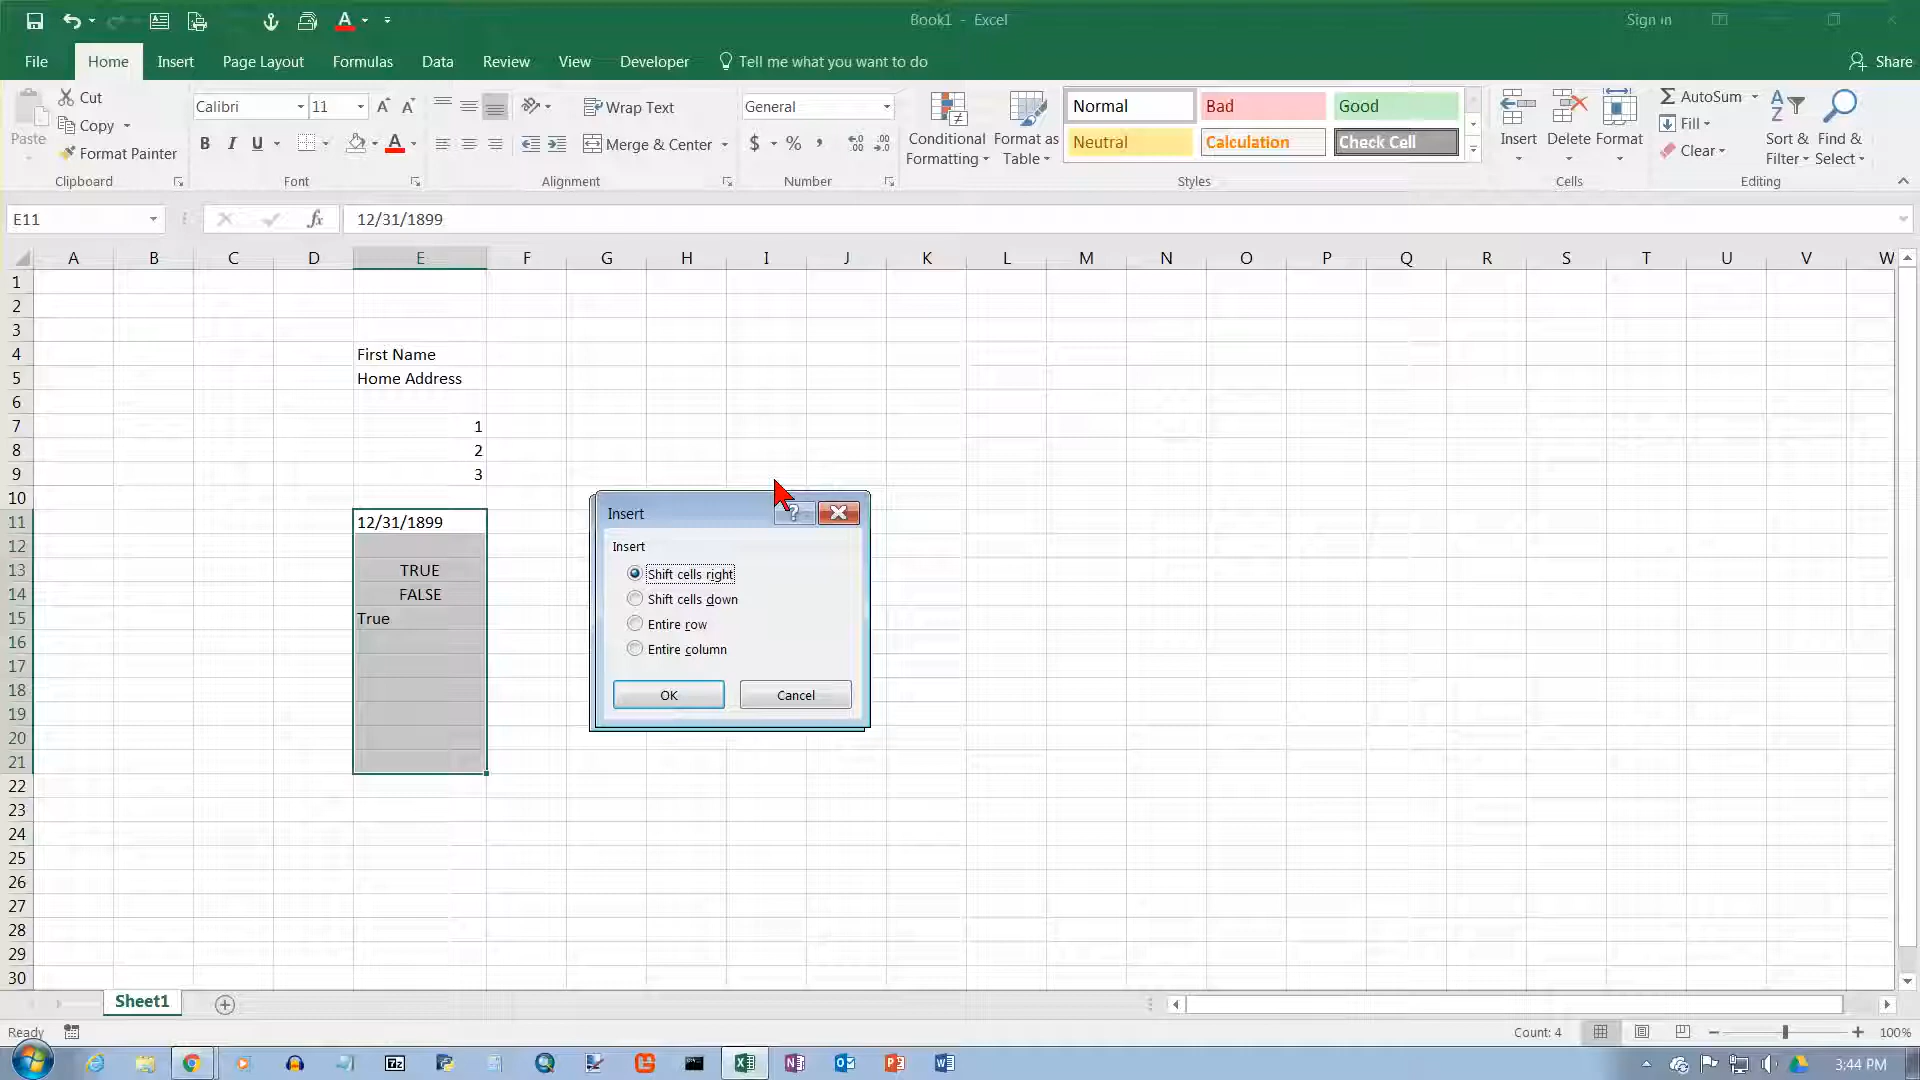 Book1 - Excel
Sign in
File Home Insert Page Layout Formulas Data Review View Developer Tell me what you want to do Share
Paste
Cut
Copy
Format Painter
Clipboard
Calibri 11
B I U
Font
Wrap Text
Merge & Center
Alignment
General
$ % ,
Number
Conditional Formatting
Format as Table
Normal Bad Good
Neutral Calculation Check Cell
Styles
Insert Delete Format
Cells
AutoSum
Fill
Clear
Sort & Filter
Find & Select
Editing
E11 fx 12/31/1899
A B C D E F G H I J K L M N O P Q R S T U V W
1
2
3
4 First Name
5 Home Address
6
7 1
8 2
9 3
10
11 12/31/1899
12
13 TRUE
14 FALSE
15 True
16
17
18
19
20
21
22
23
24
25
26
27
28
29
30
Insert
Insert
Shift cells right
Shift cells down
Entire row
Entire column
OK Cancel
Sheet1
Ready Count: 4 100%
3:44 PM